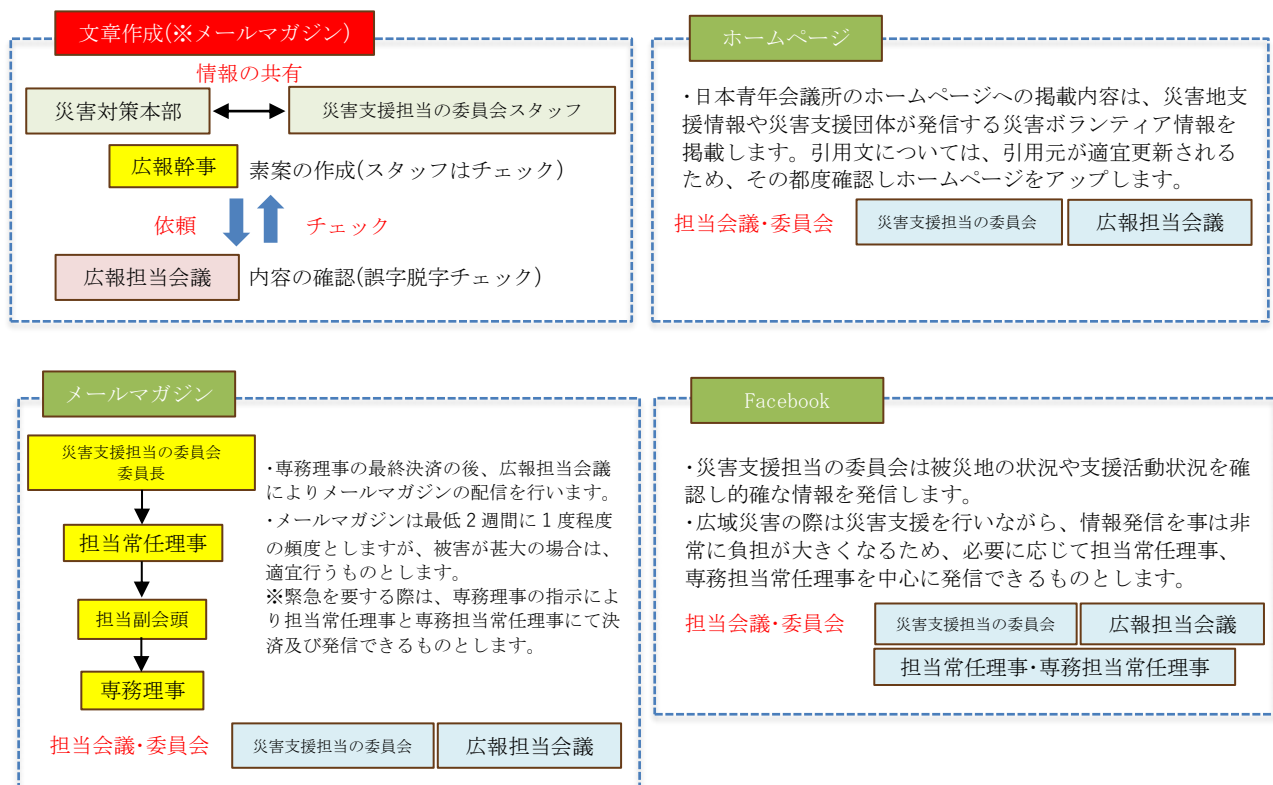 文章作成(※メールマガジン)
情報の共有
災害対策本部
災害支援担当の委員会スタッフ
広報幹事
素案の作成(スタッフはチェック)
依頼
チェック
広報担当会議
内容の確認(誤字脱字チェック)
ホームページ
・日本青年会議所のホームページへの掲載内容は、災害地支
援情報や災害支援団体が発信する災害ボランティア情報を
掲載します。引用文については、引用元が適宜更新される
ため、その都度確認しホームページをアップします。
担当会議・委員会
災害支援担当の委員会
広報担当会議
メールマガジン
災害支援担当の委員会
委員長
担当常任理事
担当副会頭
専務理事
・専務理事の最終決済の後、広報担当会議
によりメールマガジンの配信を行います。
・メールマガジンは最低２週間に１度程度
の頻度としますが、被害が甚大の場合は、
適宜行うものとします。
※緊急を要する際は、専務理事の指示によ
り担当常任理事と専務担当常任理事にて決
済及び発信できるものとします。
担当会議・委員会
災害支援担当の委員会
広報担当会議
Facebook
・災害支援担当の委員会は被災地の状況や支援活動状況を確
認し的確な情報を発信します。
・広域災害の際は災害支援を行いながら、情報発信を事は非
常に負担が大きくなるため、必要に応じて担当常任理事、
専務担当常任理事を中心に発信できるものとします。
担当会議・委員会
災害支援担当の委員会
広報担当会議
担当常任理事・専務担当常任理事